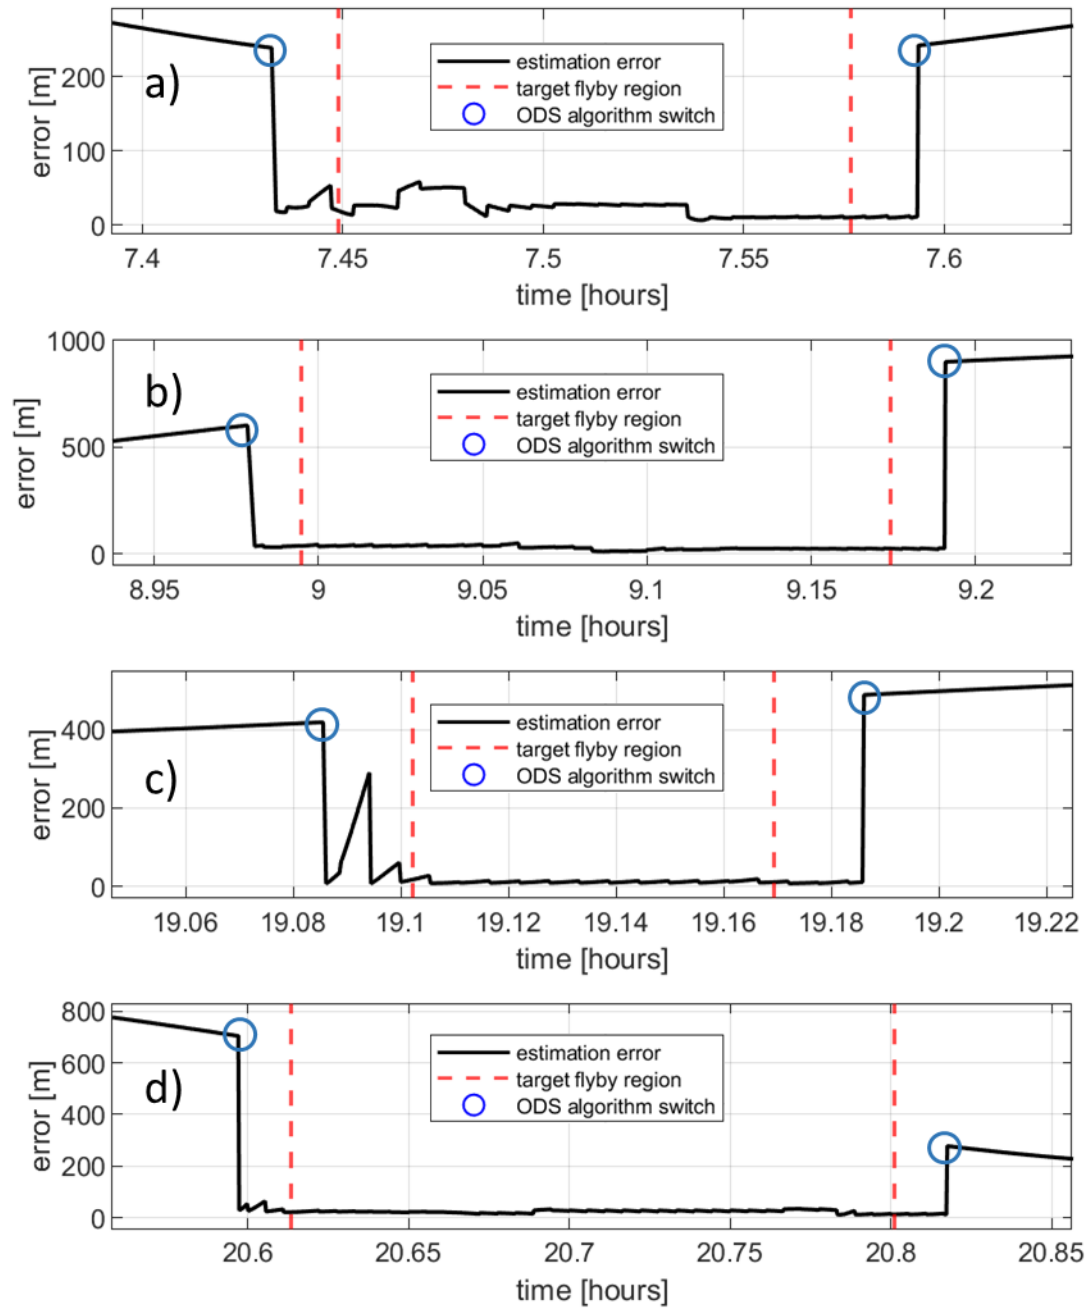 a)
error [m]
200
100
0
estimation error
target flyby region
ODS algorithm switch
7.4 7.45 7.5 7.55 7.6
time [hours]
b)
error [m]
1000
500
0
estimation error
target flyby region
ODS algorithm switch
8.95 9 9.05 9.1 9.15 9.2
time [hours]
c)
error [m]
400
200
0
estimation error
target flyby region
ODS algorithm switch
19.06 19.08 19.1 19.12 19.14 19.16 19.18 19.2 19.22
time [hours]
d)
error [m]
800
600
400
200
0
estimation error
target flyby region
ODS algorithm switch
20.6 20.65 20.7 20.75 20.8 20.85
time [hours]